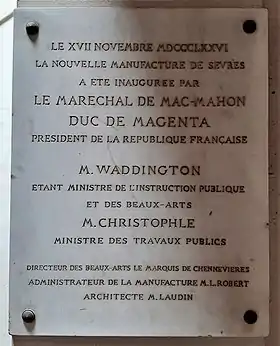 LE XVII NOVEMBRE MDCCCLXXVI
LA NOUVELLE MANUFACTURE DE SEVRES
A ETE INAUGUREE PAR
LE MARECHAL DE MAC-MAHON
DUC DE MAGENTA
PRESIDENT DE LA REPUBLIQUE FRANÇAISE
M. WADDINGTON
ETANT MINISTRE DE L'INSTRUCTION PUBLIQUE
ET DES BEAUX-ARTS
M. CHRISTOPHLE
MINISTRE DES TRAVAUX PUBLICS
DIRECTEUR DES BEAUX-ARTS LE MARQUIS DE CHENNEVIERES
ADMINISTRATEUR DE LA MANUFACTURE M.L.ROBERT
ARCHITECTE M. LAUDIN